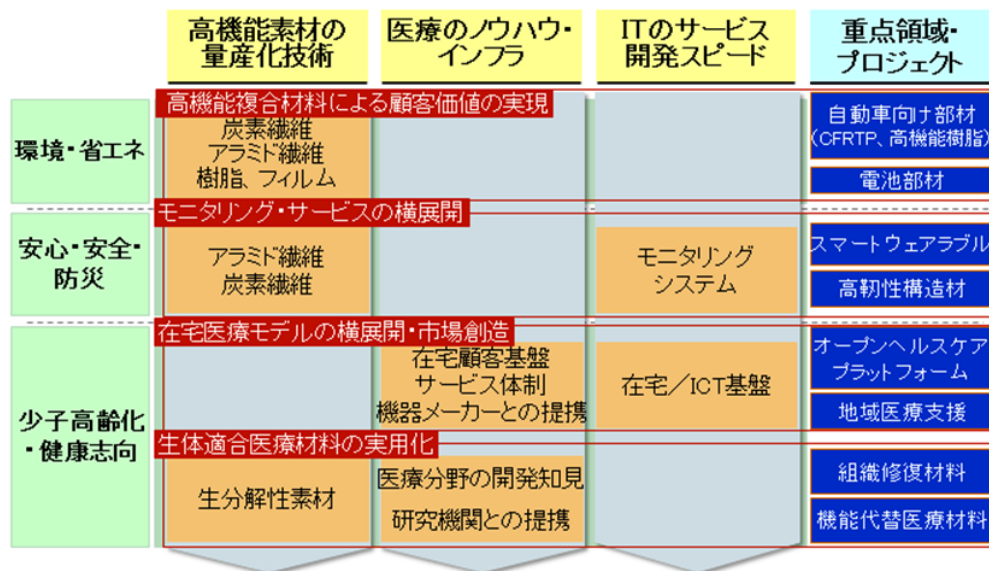 高機能素材の
量産化技術
医療のノウハウ・
インフラ
ITのサービス
開発スピード
重点領域・
プロジェクト
環境・省エネ
高機能複合材料による顧客価値の実現
炭素繊維
アラミド繊維
樹脂、フィルム
自動車向け部材
(CFRTP、高機能樹脂)
電池部材
安心・安全・
防災
モニタリング・サービスの横展開
アラミド繊維
炭素繊維
モニタリング
システム
スマートウェアラブル
高靭性構造材
少子高齢化
・健康志向
在宅医療モデルの横展開・市場創造
在宅顧客基盤
サービス体制
機器メーカーとの提携
在宅／ICT基盤
オープンヘルスケア
プラットフォーム
地域医療支援
生体適合医療材料の実用化
生分解性素材
医療分野の開発知見
研究機関との提携
組織修復材料
機能代替医療材料